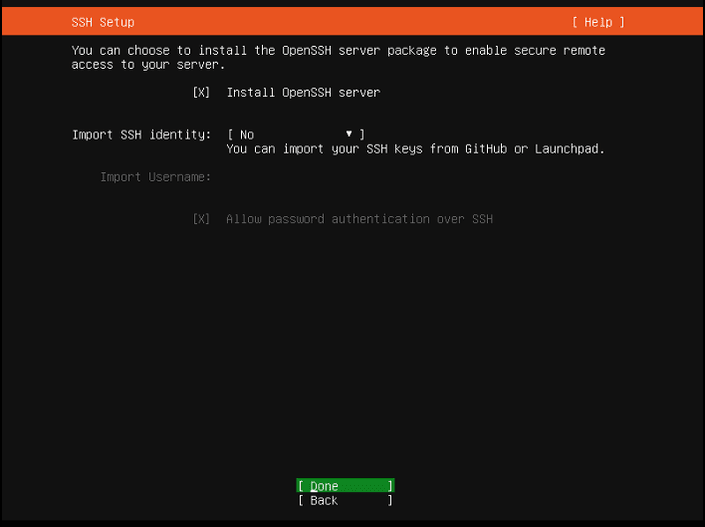 SSH Setup [ Help ]
You can choose to install the OpenSSH server package to enable secure remote
access to your server.
[X] Install OpenSSH server
Import SSH identity: [ No ▼ ]
You can import your SSH keys from GitHub or Launchpad.
Import Username:
[X] Allow password authentication over SSH
[ Done ]
[ Back ]